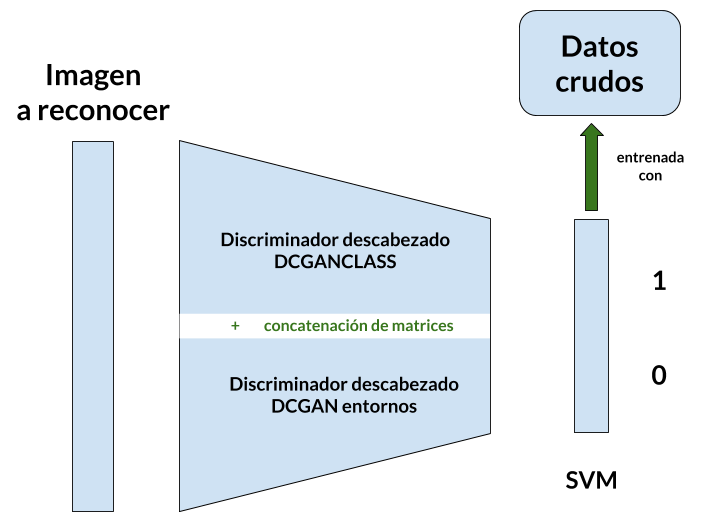 Imagen
a reconocer
Discriminador descabezado
DCGANCLASS
+ concatenación de matrices
Discriminador descabezado
DCGAN entornos
Datos
crudos
entrenada
con
1
0
SVM